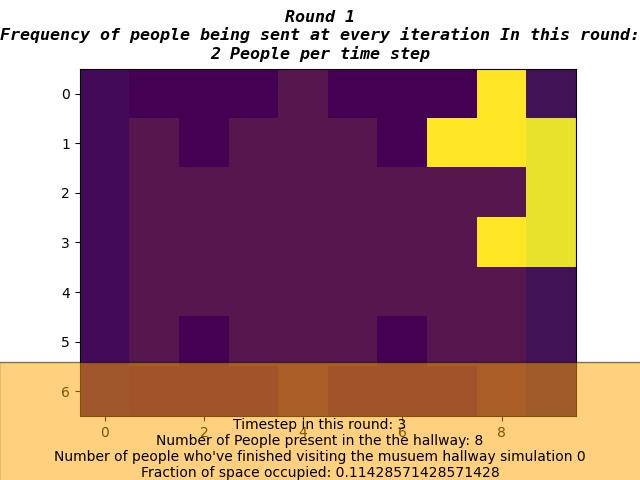 Round 1
Frequency of people being sent at every iteration In this round:
2 People per time step
0
1
2
3
4
5
6
0 2 4 6 8
Timestep in this round: 3
Number of People present in the the hallway: 8
Number of people who've finished visiting the musuem hallway simulation 0
Fraction of space occupied: 0.11428571428571428